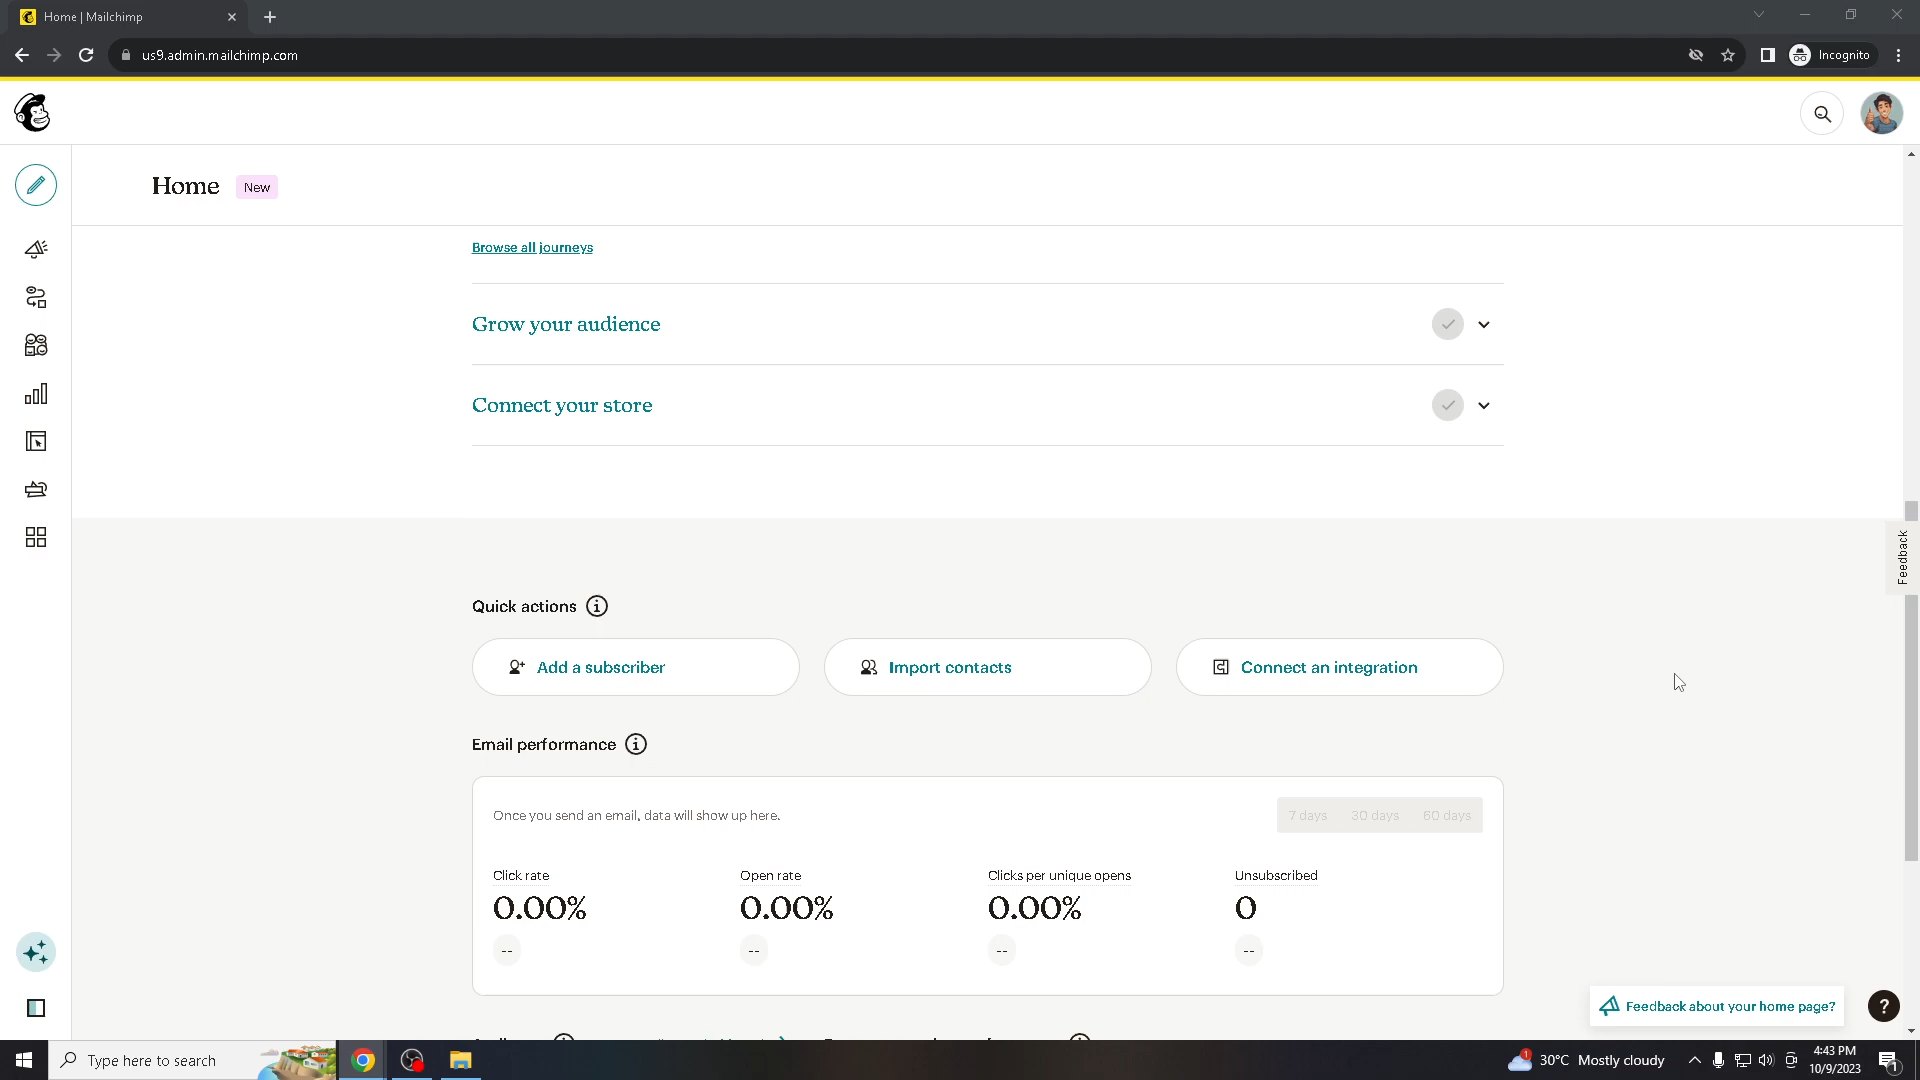 Home | Mailchimp
us9.admin.mailchimp.com
Incognito
Home New
Browse all journeys
Grow your audience
Connect your store
Feedback
Quick actions
Add a subscriber
Import contacts
Connect an integration
Email performance
Once you send an email, data will show up here.
7 days 30 days 60 days
Click rate Open rate Clicks per unique opens Unsubscribed
0.00% 0.00% 0.00% 0
-- -- -- --
Feedback about your home page?
?
Type here to search
1
30°C Mostly cloudy
4:43 PM
10/9/2023
1